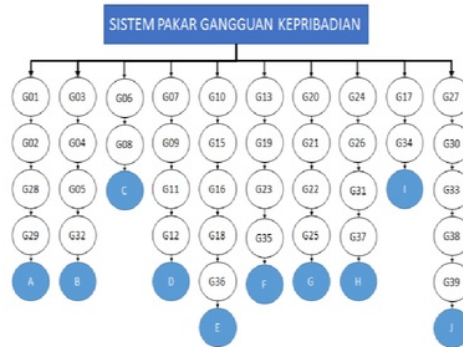 SISTEM PAKAR GANGGUAN KEPRIBADIAN
G01 G03 G06 G07 G10 G13 G20 G24 G17 G27
G02 G04 G08 G09 G15 G19 G21 G26 G34 G30
G28 G05 C G11 G16 G23 G22 G31 I G33
G29 G32 G12 G18 G35 G25 G37 G38
A B D G36 F G H G39
E J